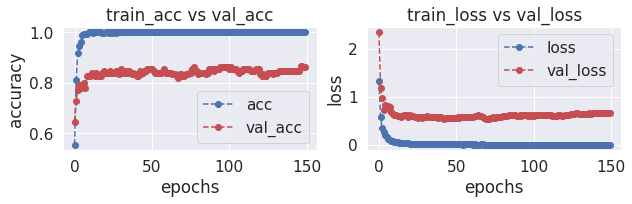 train_acc vs val_acc
1.0
0.8
0.6
accuracy
acc
val_acc
0
50
100
150
epochs
train_loss vs val_loss
2
1
0
loss
loss
val_loss
0
50
100
150
epochs